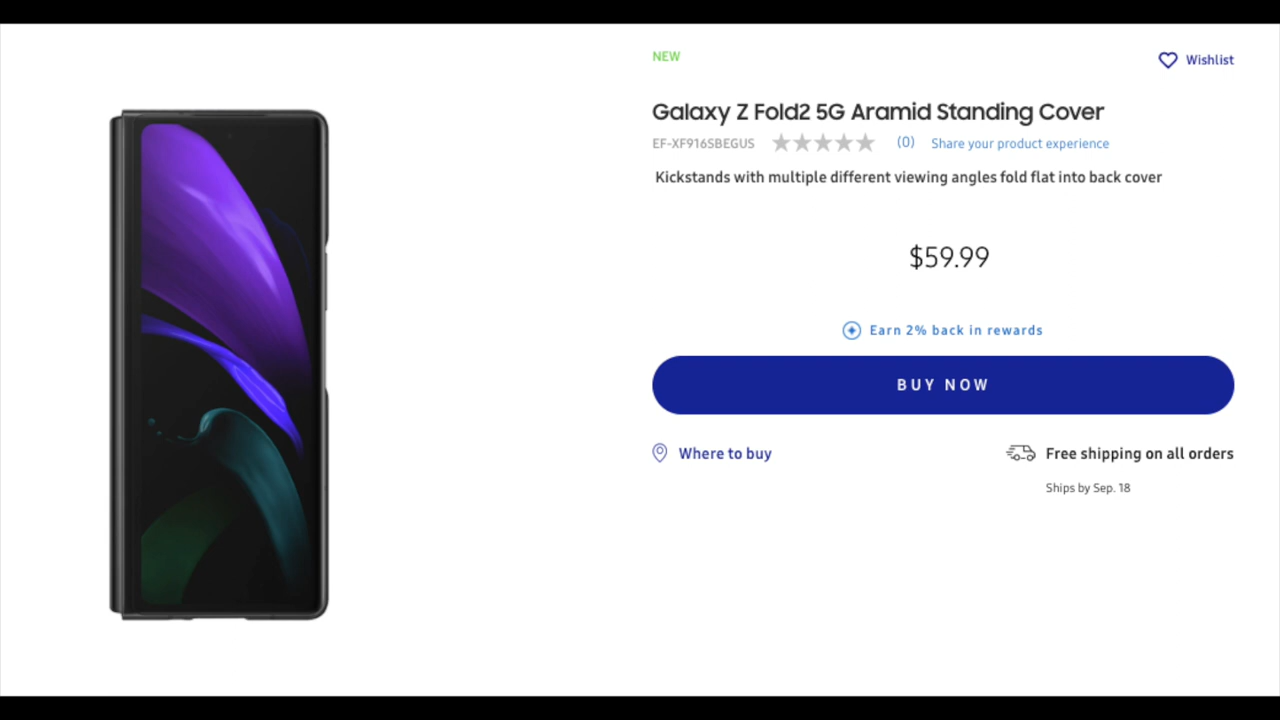 NEW
Wishlist
Galaxy Z Fold2 5G Aramid Standing Cover
EF-XF916SBEGUS (0) Share your product experience
Kickstands with multiple different viewing angles fold flat into back cover
$59.99
Earn 2% back in rewards
BUY NOW
Where to buy
Free shipping on all orders
Ships by Sep. 18